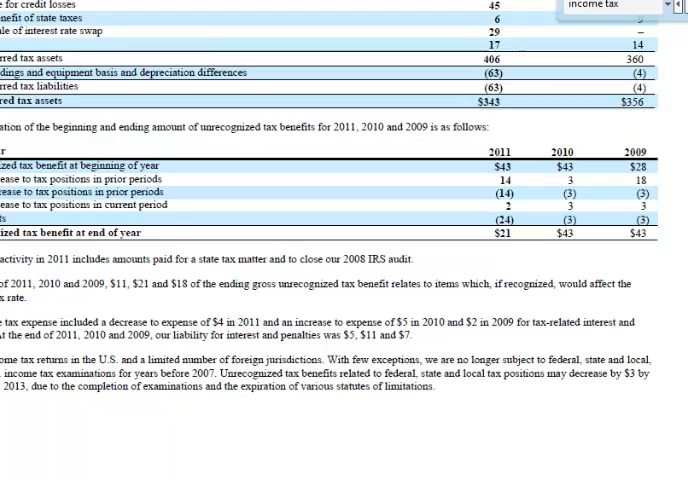 for credit losses 45
income tax
of state taxes 6
of interest rate swap 29 –
17 14
tax assets 406 360
and equipment basis and depreciation differences (63) (4)
tax liabilities (63) (4)
tax assets $343 $356
of the beginning and ending amount of unrecognized tax benefits for 2011, 2010 and 2009 is as follows:
2011 2010 2009
tax benefit at beginning of year $43 $43 $28
to tax positions in prior periods 14 3 18
to tax positions in prior periods (14) (3) (3)
to tax positions in current period 2 3 3
(24) (3) (3)
tax benefit at end of year $21 $43 $43
activity in 2011 includes amounts paid for a state tax matter and to close our 2008 IRS audit.
of 2011, 2010 and 2009, $11, $21 and $18 of the ending gross unrecognized tax benefit relates to items which, if recognized, would affect the
rate.
tax expense included a decrease to expense of $4 in 2011 and an increase to expense of $5 in 2010 and $2 in 2009 for tax-related interest and
the end of 2011, 2010 and 2009, our liability for interest and penalties was $5, $11 and $7.
tax returns in the U.S. and a limited number of foreign jurisdictions. With few exceptions, we are no longer subject to federal, state and local,
income tax examinations for years before 2007. Unrecognized tax benefits related to federal, state and local tax positions may decrease by $3 by
2013, due to the completion of examinations and the expiration of various statutes of limitations.